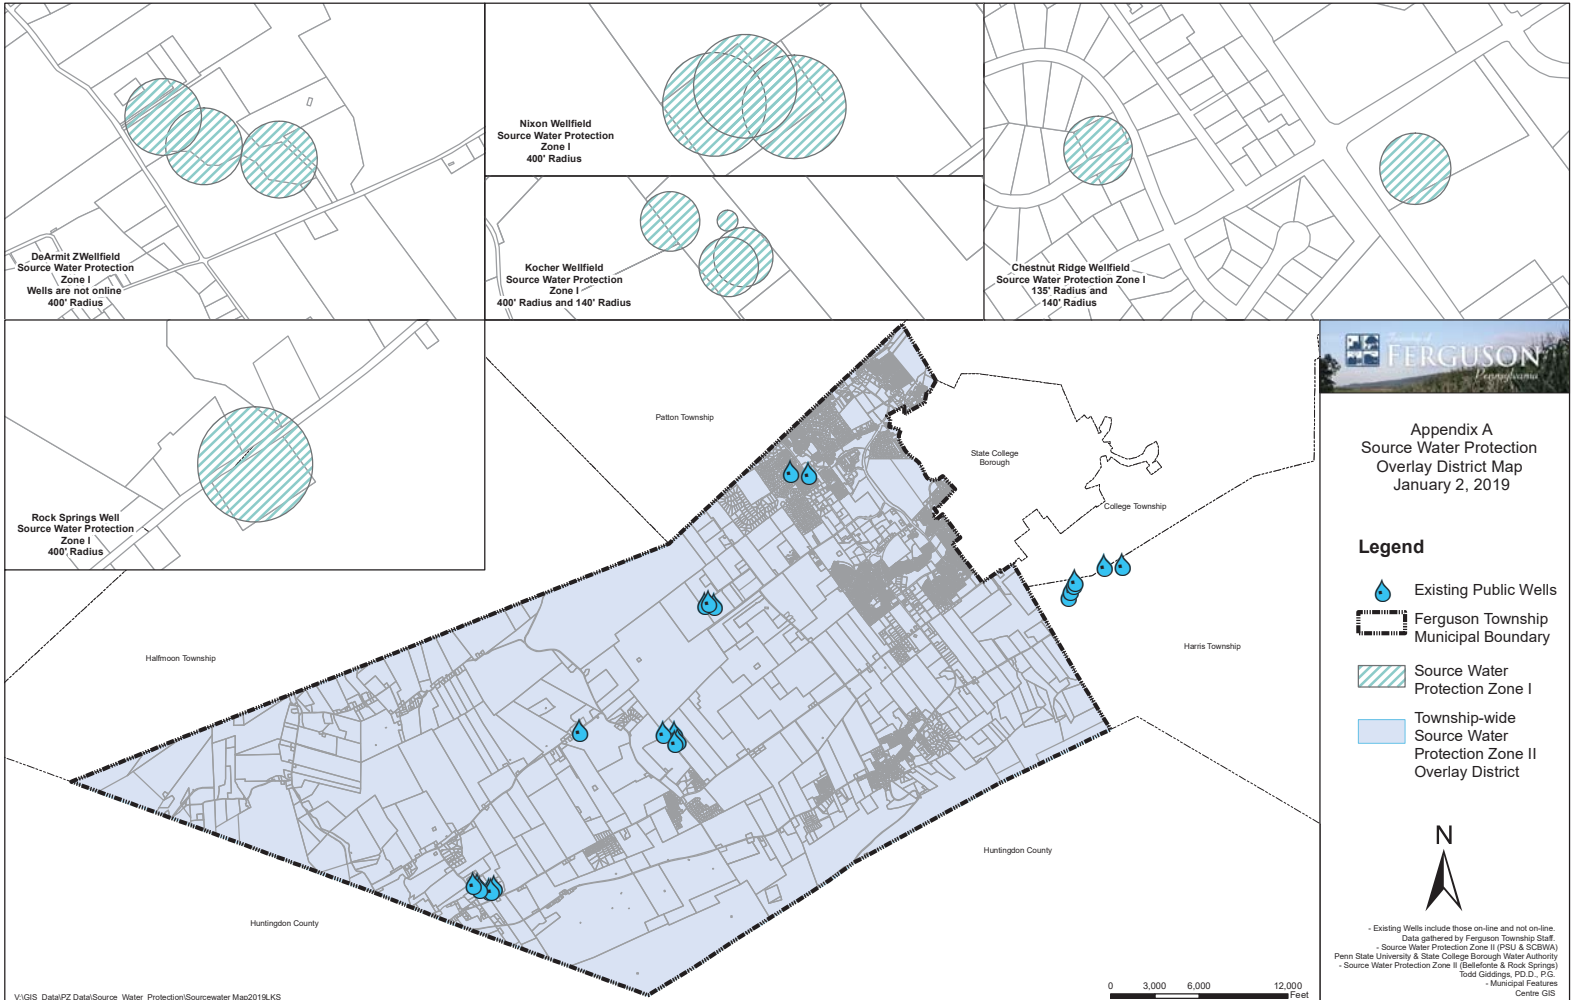 DeArmit ZWellfield
Source Water Protection
Zone I
Wells are not online
400' Radius
Nixon Wellfield
Source Water Protection
Zone I
400' Radius
Kocher Wellfield
Source Water Protection
Zone I
400' Radius and 140' Radius
Chestnut Ridge Wellfield
Source Water Protection Zone I
135' Radius and
140' Radius
Rock Springs Well
Source Water Protection
Zone I
400' Radius
Patton Township
State College
Borough
College Township
Halfmoon Township
Harris Township
Huntingdon County
Huntingdon County
Township of
FERGUSON
Pennsylvania
Appendix A
Source Water Protection
Overlay District Map
January 2, 2019
Legend
Existing Public Wells
Ferguson Township
Municipal Boundary
Source Water
Protection Zone I
Township-wide
Source Water
Protection Zone II
Overlay District
N
- Existing Wells include those on-line and not on-line.
Data gathered by Ferguson Township Staff.
- Source Water Protection Zone II (PSU & SCBWA)
Penn State University & State College Borough Water Authority
- Source Water Protection Zone II (Bellefonte & Rock Springs)
Todd Giddings, PD.D., P.G.
- Municipal Features
Centre GIS
0 3,000 6,000 12,000
Feet
V:\GIS_Data\PZ Data\Source_Water_Protection\Sourcewater Map2019LKS